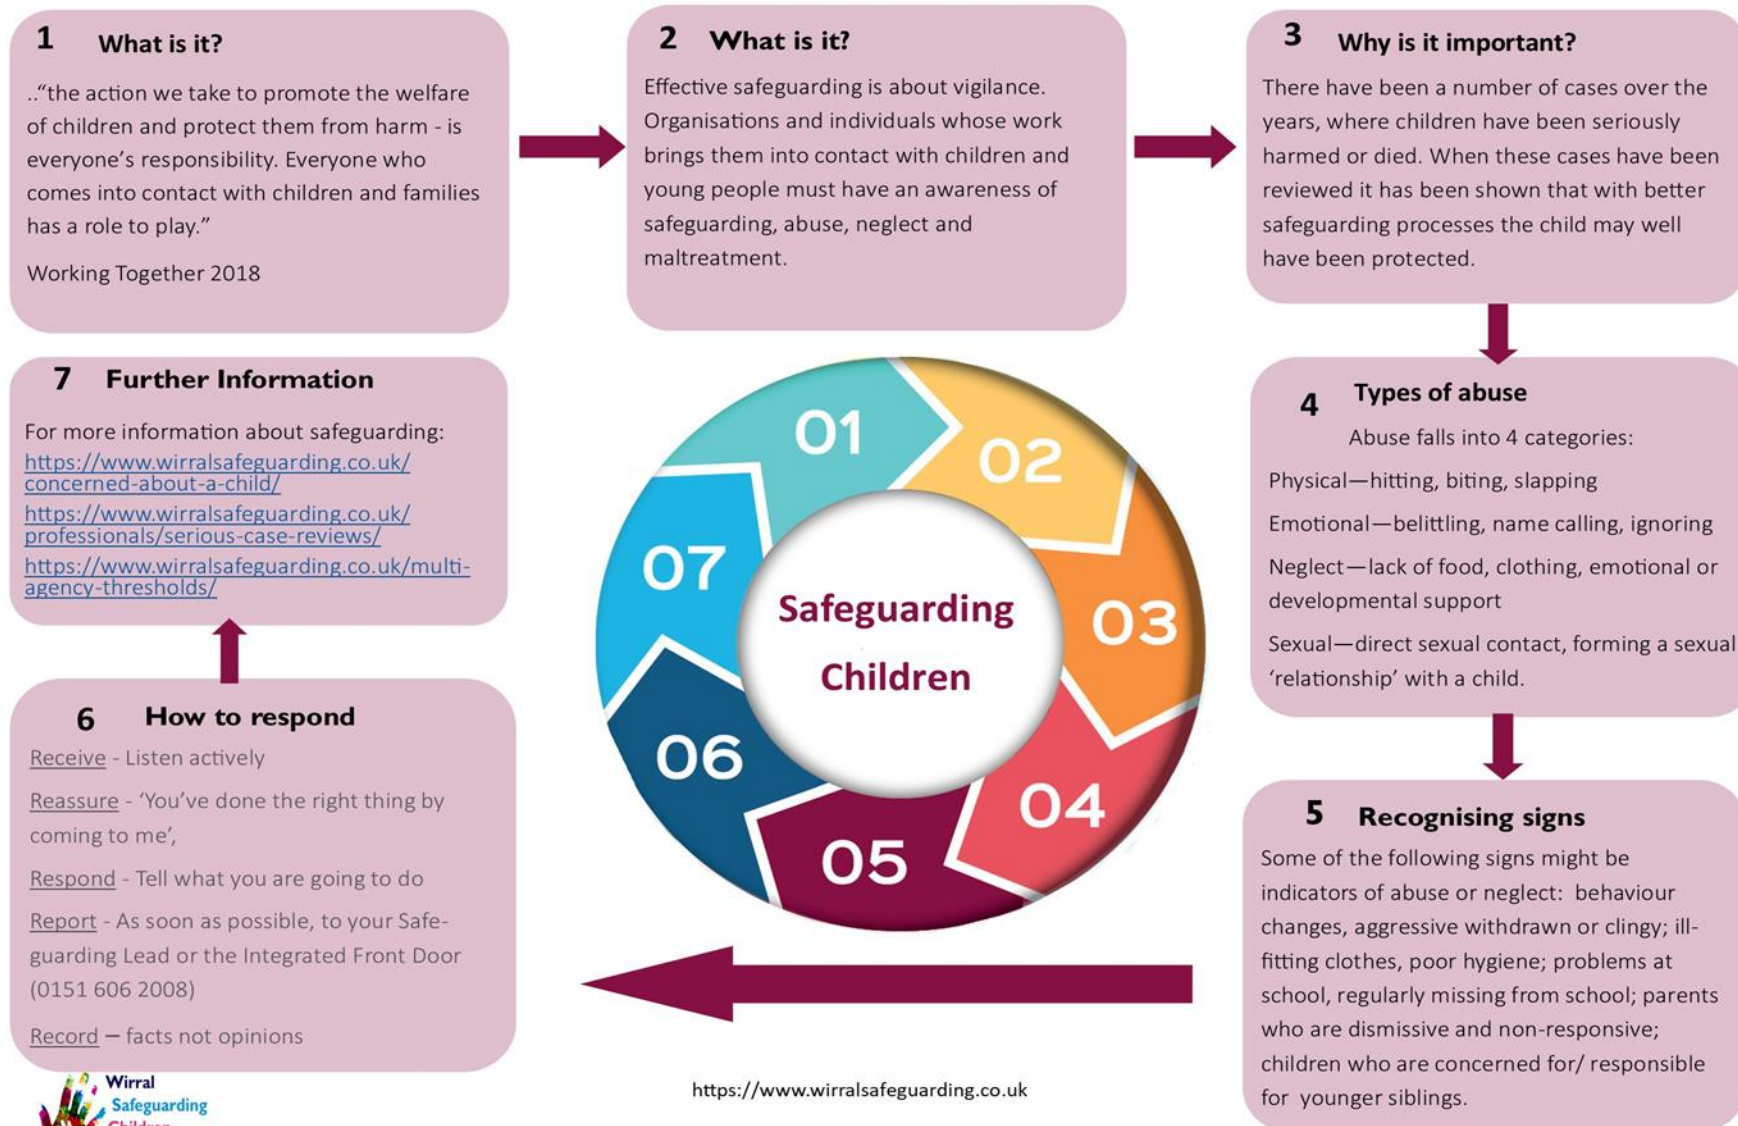 1 What is it?
..“the action we take to promote the welfare
of children and protect them from harm - is
everyone’s responsibility. Everyone who
comes into contact with children and families
has a role to play.”
Working Together 2018
2 What is it?
Effective safeguarding is about vigilance.
Organisations and individuals whose work
brings them into contact with children and
young people must have an awareness of
safeguarding, abuse, neglect and
maltreatment.
3 Why is it important?
There have been a number of cases over the
years, where children have been seriously
harmed or died. When these cases have been
reviewed it has been shown that with better
safeguarding processes the child may well
have been protected.
4 Types of abuse
Abuse falls into 4 categories:
Physical—hitting, biting, slapping
Emotional—belittling, name calling, ignoring
Neglect—lack of food, clothing, emotional or
developmental support
Sexual—direct sexual contact, forming a sexual
‘relationship’ with a child.
5 Recognising signs
Some of the following signs might be
indicators of abuse or neglect: behaviour
changes, aggressive withdrawn or clingy; ill-
fitting clothes, poor hygiene; problems at
school, regularly missing from school; parents
who are dismissive and non-responsive;
children who are concerned for/ responsible
for younger siblings.
6 How to respond
Receive - Listen actively
Reassure - ‘You’ve done the right thing by
coming to me’,
Respond - Tell what you are going to do
Report - As soon as possible, to your Safe-
guarding Lead or the Integrated Front Door
(0151 606 2008)
Record – facts not opinions
7 Further Information
For more information about safeguarding:
https://www.wirralsafeguarding.co.uk/
concerned-about-a-child/
https://www.wirralsafeguarding.co.uk/
professionals/serious-case-reviews/
https://www.wirralsafeguarding.co.uk/multi-
agency-thresholds/
01
02
03
04
05
06
07
Safeguarding
Children
https://www.wirralsafeguarding.co.uk
Wirral
Safeguarding
Children